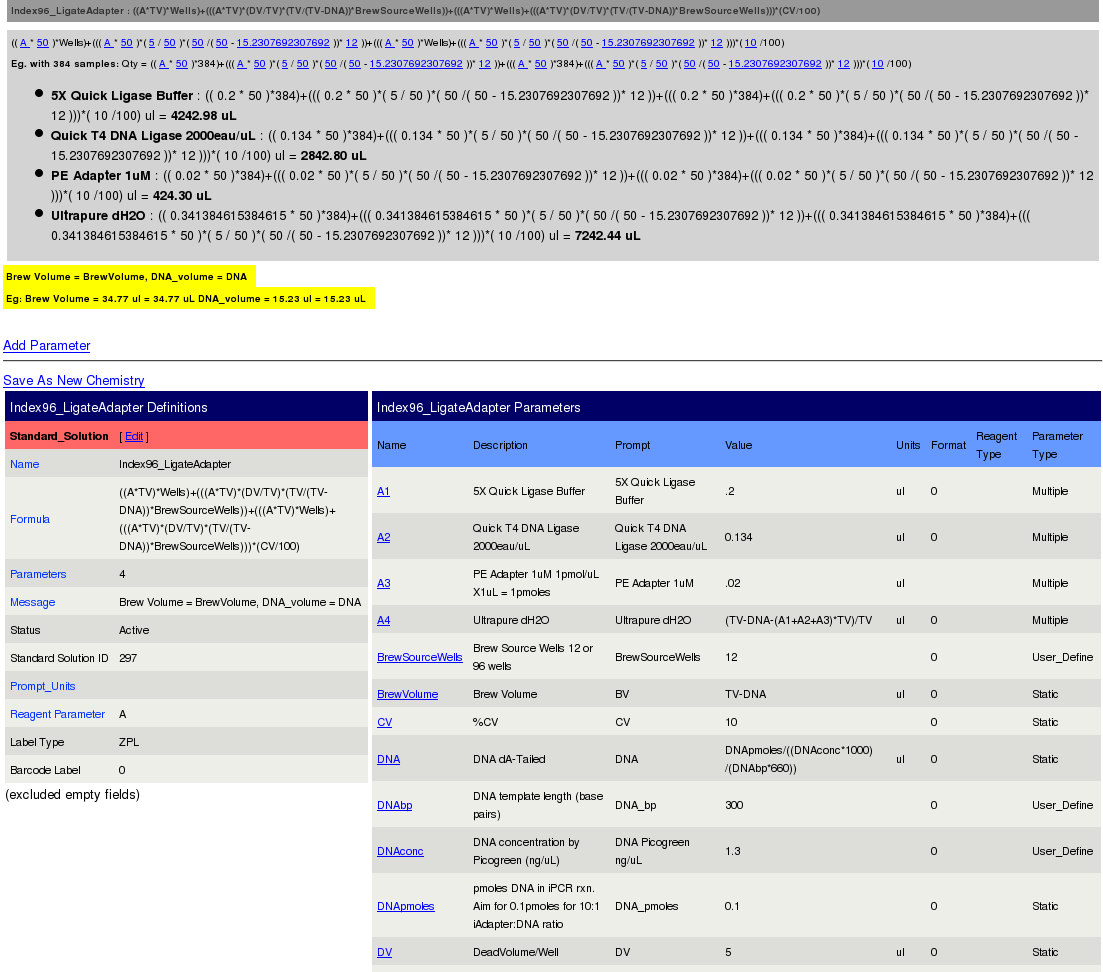 Index96_LigateAdapter : ((A*TV)*Wells)+(((A*TV)*(DV/TV)*(TV/(TV-DNA))*BrewSourceWells))+(((A*TV)*Wells)+(((A*TV)*(DV/TV)*(TV/(TV-DNA))*BrewSourceWells)))*(CV/100)
(( A * 50 )*Wells)+((( A * 50 )*( 5 / 50 )*( 50 /( 50 - 15.2307692307692 ))* 12 ))+((( A * 50 )*Wells)+((( A * 50 )*( 5 / 50 )*( 50 /( 50 - 15.2307692307692 ))* 12 )))*( 10 /100)
Eg. with 384 samples: Qty = (( A * 50 )*384)+((( A * 50 )*( 5 / 50 )*( 50 /( 50 - 15.2307692307692 ))* 12 ))+((( A * 50 )*384)+((( A * 50 )*( 5 / 50 )*( 50 /( 50 - 15.2307692307692 ))* 12 )))*( 10 /100)
5X Quick Ligase Buffer : (( 0.2 * 50 )*384)+((( 0.2 * 50 )*( 5 / 50 )*( 50 /( 50 - 15.2307692307692 ))* 12 ))+((( 0.2 * 50 )*384)+((( 0.2 * 50 )*( 5 / 50 )*( 50 /( 50 - 15.2307692307692 ))*
12 )))*( 10 /100) ul = 4242.98 uL
Quick T4 DNA Ligase 2000eau/uL : (( 0.134 * 50 )*384)+((( 0.134 * 50 )*( 5 / 50 )*( 50 /( 50 - 15.2307692307692 ))* 12 ))+((( 0.134 * 50 )*384)+((( 0.134 * 50 )*( 5 / 50 )*( 50 /( 50 -
15.2307692307692 ))* 12 )))*( 10 /100) ul = 2842.80 uL
PE Adapter 1uM : (( 0.02 * 50 )*384)+((( 0.02 * 50 )*( 5 / 50 )*( 50 /( 50 - 15.2307692307692 ))* 12 ))+((( 0.02 * 50 )*384)+((( 0.02 * 50 )*( 5 / 50 )*( 50 /( 50 - 15.2307692307692 ))* 12
)))*( 10 /100) ul = 424.30 uL
Ultrapure dH2O : (( 0.341384615384615 * 50 )*384)+((( 0.341384615384615 * 50 )*( 5 / 50 )*( 50 /( 50 - 15.2307692307692 ))* 12 ))+((( 0.341384615384615 * 50 )*384)+(((
0.341384615384615 * 50 )*( 5 / 50 )*( 50 /( 50 - 15.2307692307692 ))* 12 )))*( 10 /100) ul = 7242.44 uL
Brew Volume = BrewVolume, DNA_volume = DNA
Eg: Brew Volume = 34.77 ul = 34.77 uL DNA_volume = 15.23 ul = 15.23 uL
Add Parameter
Save As New Chemistry
Index96_LigateAdapter Definitions
Standard_Solution [ Edit ]
Name Index96_LigateAdapter
Formula ((A*TV)*Wells)+(((A*TV)*(DV/TV)*(TV/(TV-
DNA))*BrewSourceWells))+(((A*TV)*Wells)+
(((A*TV)*(DV/TV)*(TV/(TV-
DNA))*BrewSourceWells)))*(CV/100)
Parameters 4
Message Brew Volume = BrewVolume, DNA_volume = DNA
Status Active
Standard Solution ID 297
Prompt_Units
Reagent Parameter A
Label Type ZPL
Barcode Label 0
(excluded empty fields)
Index96_LigateAdapter Parameters
Name Description Prompt Value Units Format Reagent Type Parameter Type
A1 5X Quick Ligase Buffer 5X Quick Ligase Buffer .2 ul 0 Multiple
A2 Quick T4 DNA Ligase 2000eau/uL Quick T4 DNA Ligase 2000eau/uL 0.134 ul 0 Multiple
A3 PE Adapter 1uM 1pmol/uL X1uL = 1pmoles PE Adapter 1uM .02 ul Multiple
A4 Ultrapure dH2O Ultrapure dH2O (TV-DNA-(A1+A2+A3)*TV)/TV ul 0 Multiple
BrewSourceWells Brew Source Wells 12 or 96 wells BrewSourceWells 12 0 User_Define
BrewVolume Brew Volume BV TV-DNA ul 0 Static
CV %CV CV 10 0 Static
DNA DNA dA-Tailed DNA DNApmoles/((DNAconc*1000) /(DNAbp*660)) ul 0 Static
DNAbp DNA template length (base pairs) DNA_bp 300 0 User_Define
DNAconc DNA concentration by Picogreen (ng/uL) DNA Picogreen ng/uL 1.3 0 User_Define
DNApmoles pmoles DNA in iPCR rxn. Aim for 0.1pmoles for 10:1 iAdapter:DNA ratio DNA_pmoles 0.1 0 Static
DV DeadVolume/Well DV 5 ul 0 Static